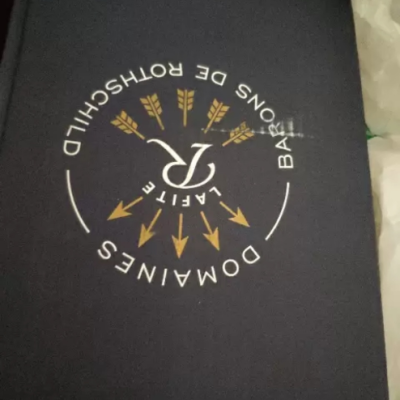 DOMAINES
BARONS DE ROTHSCHILD
R
LAFITE